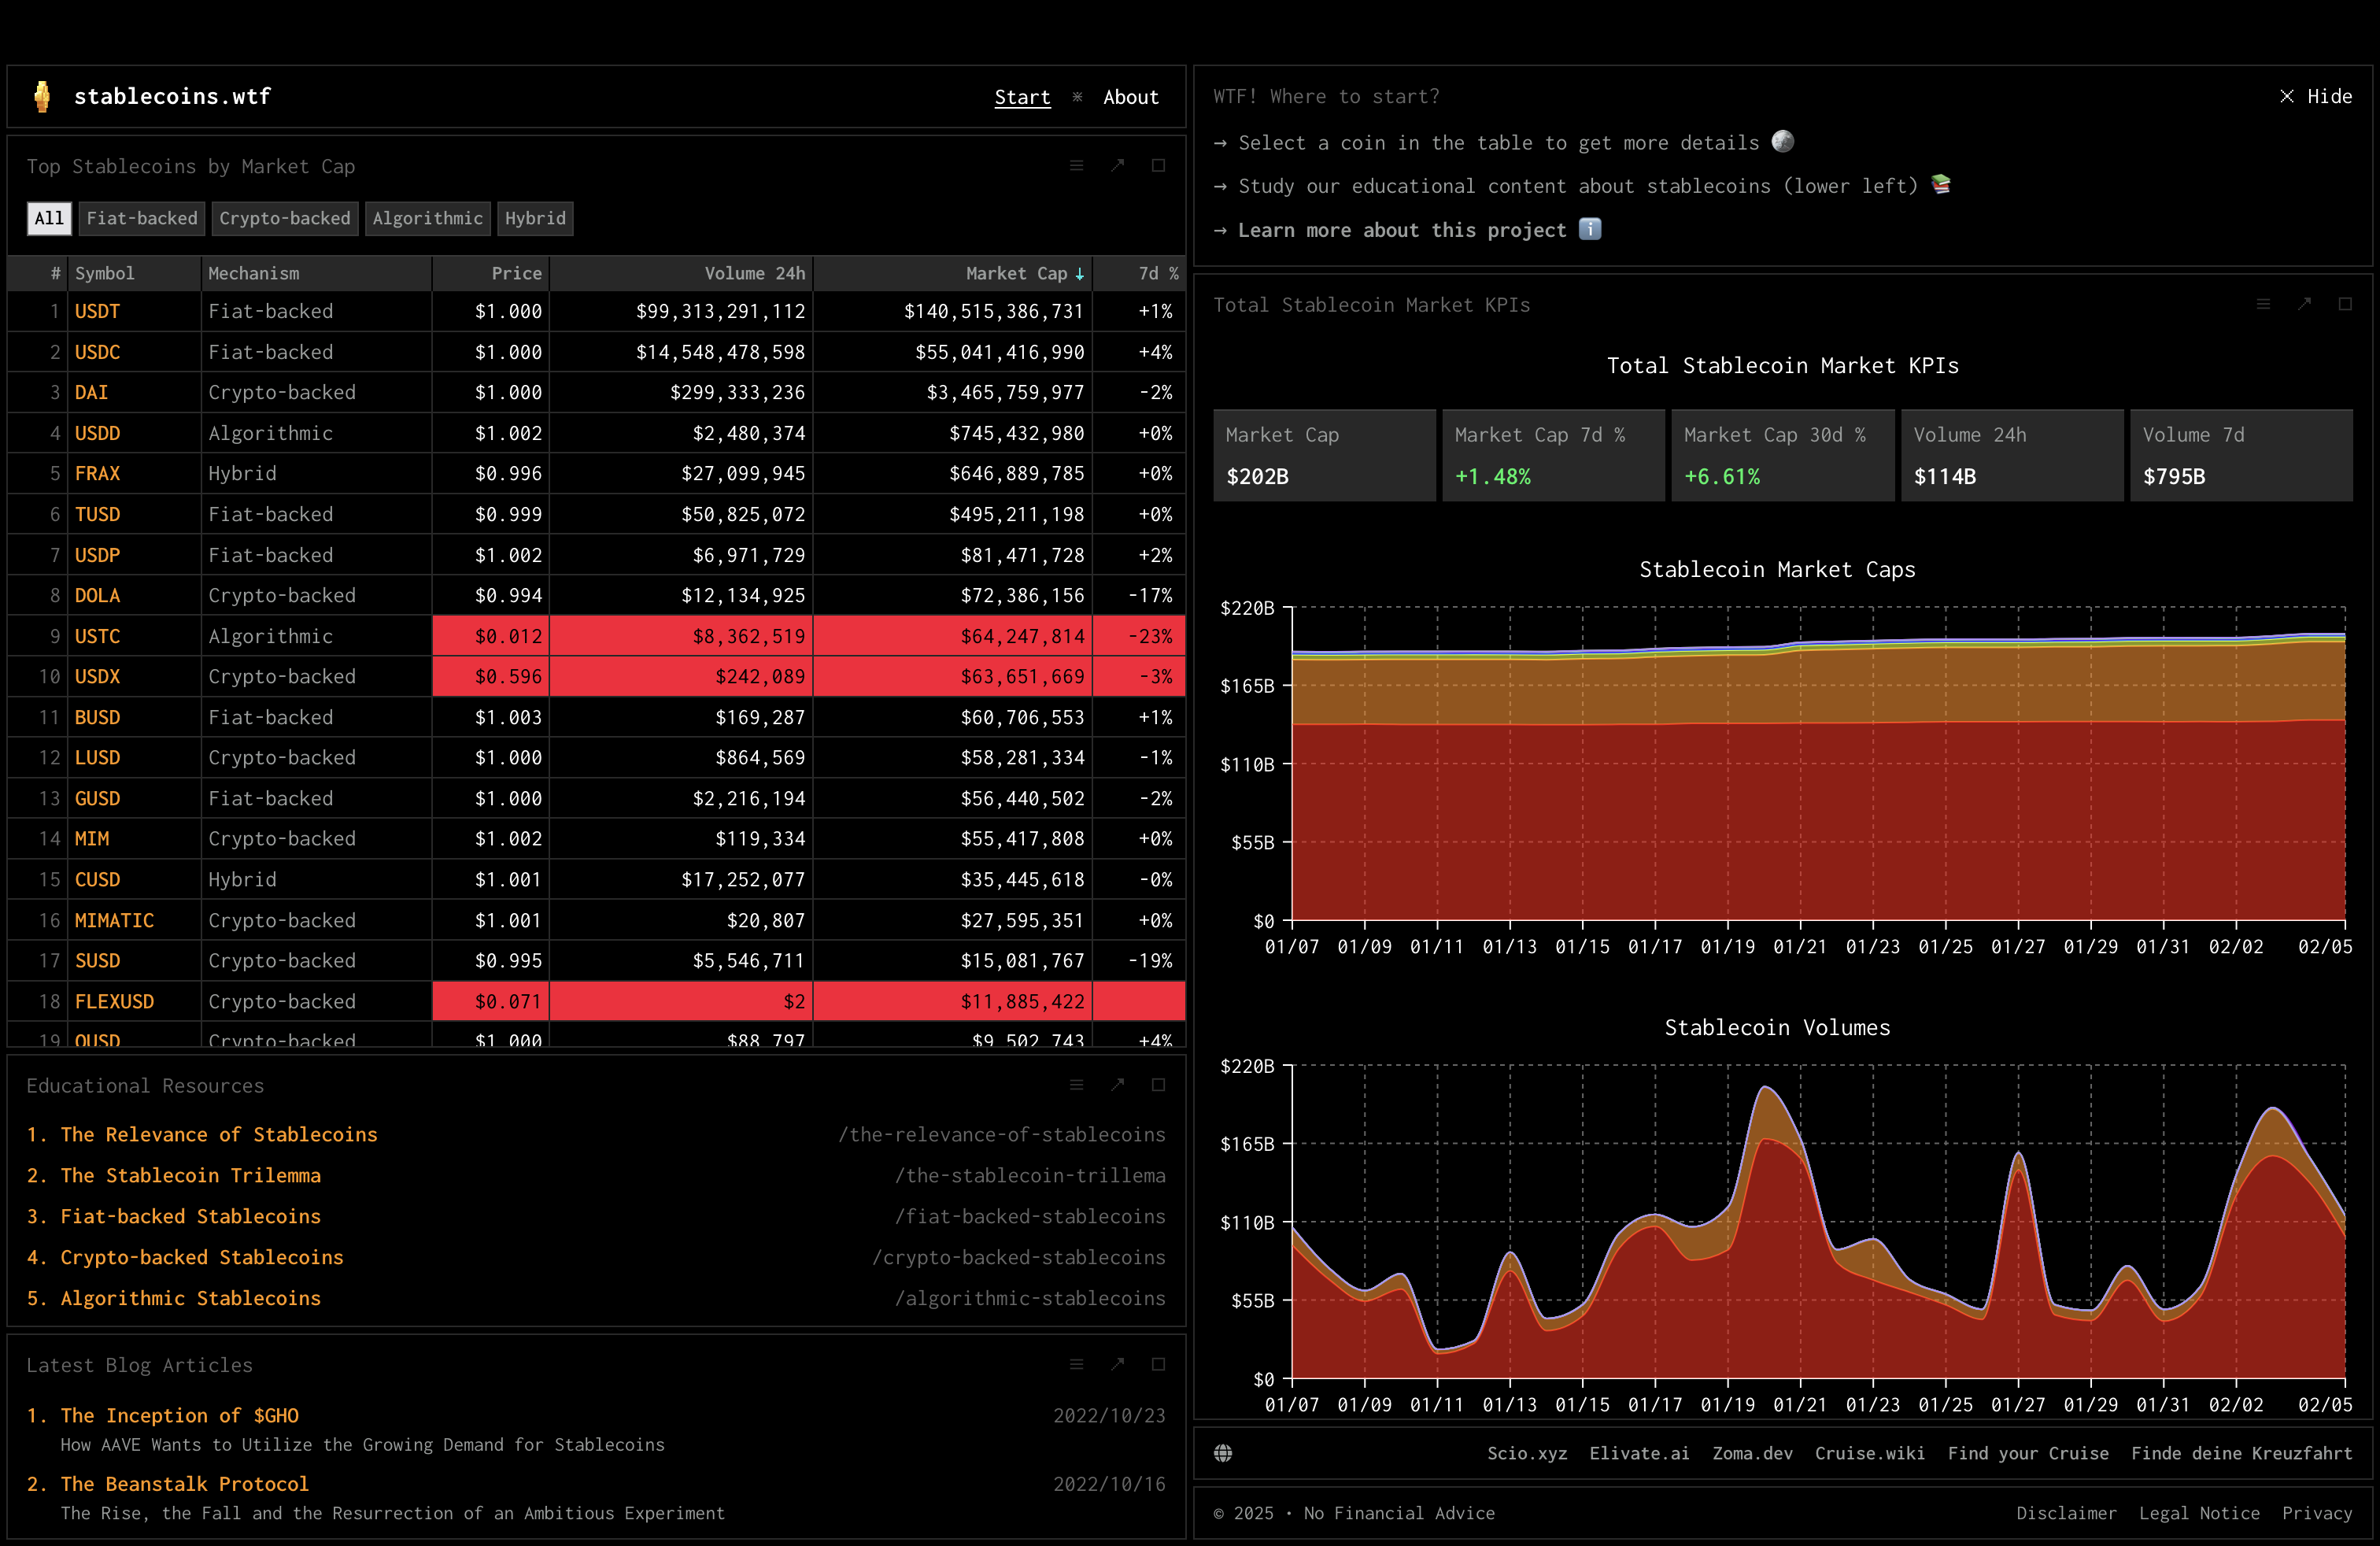 stablecoins.wtf
Start ⁕ About
Top Stablecoins by Market Cap
All Fiat-backed Crypto-backed Algorithmic Hybrid
# Symbol Mechanism Price Volume 24h Market Cap ↓ 7d %
1 USDT Fiat-backed $1.000 $99,313,291,112 $140,515,386,731 +1%
2 USDC Fiat-backed $1.000 $14,548,478,598 $55,041,416,990 +4%
3 DAI Crypto-backed $1.000 $299,333,236 $3,465,759,977 -2%
4 USDD Algorithmic $1.002 $2,480,374 $745,432,980 +0%
5 FRAX Hybrid $0.996 $27,099,945 $646,889,785 +0%
6 TUSD Fiat-backed $0.999 $50,825,072 $495,211,198 +0%
7 USDP Fiat-backed $1.002 $6,971,729 $81,471,728 +2%
8 DOLA Crypto-backed $0.994 $12,134,925 $72,386,156 -17%
9 USTC Algorithmic $0.012 $8,362,519 $64,247,814 -23%
10 USDX Crypto-backed $0.596 $242,089 $63,651,669 -3%
11 BUSD Fiat-backed $1.003 $169,287 $60,706,553 +1%
12 LUSD Crypto-backed $1.000 $864,569 $58,281,334 -1%
13 GUSD Fiat-backed $1.000 $2,216,194 $56,440,502 -2%
14 MIM Crypto-backed $1.002 $119,334 $55,417,808 +0%
15 CUSD Hybrid $1.001 $17,252,077 $35,445,618 -0%
16 MIMATIC Crypto-backed $1.001 $20,807 $27,595,351 +0%
17 SUSD Crypto-backed $0.995 $5,546,711 $15,081,767 -19%
18 FLEXUSD Crypto-backed $0.071 $2 $11,885,422
19 OUSD Crypto-backed $1.000 $88,797 $9,502,743 +4%
Educational Resources
1. The Relevance of Stablecoins /the-relevance-of-stablecoins
2. The Stablecoin Trilemma /the-stablecoin-trillema
3. Fiat-backed Stablecoins /fiat-backed-stablecoins
4. Crypto-backed Stablecoins /crypto-backed-stablecoins
5. Algorithmic Stablecoins /algorithmic-stablecoins
Latest Blog Articles
1. The Inception of $GHO 2022/10/23
How AAVE Wants to Utilize the Growing Demand for Stablecoins
2. The Beanstalk Protocol 2022/10/16
The Rise, the Fall and the Resurrection of an Ambitious Experiment
WTF! Where to start? × Hide
→ Select a coin in the table to get more details
→ Study our educational content about stablecoins (lower left)
→ Learn more about this project ℹ️
Total Stablecoin Market KPIs
Total Stablecoin Market KPIs
Market Cap Market Cap 7d % Market Cap 30d % Volume 24h Volume 7d
$202B +1.48% +6.61% $114B $795B
Stablecoin Market Caps
$220B
$165B
$110B
$55B
$0
01/07 01/09 01/11 01/13 01/15 01/17 01/19 01/21 01/23 01/25 01/27 01/29 01/31 02/02 02/05
Stablecoin Volumes
$220B
$165B
$110B
$55B
$0
01/07 01/09 01/11 01/13 01/15 01/17 01/19 01/21 01/23 01/25 01/27 01/29 01/31 02/02 02/05
Scio.xyz Elivate.ai Zoma.dev Cruise.wiki Find your Cruise Finde deine Kreuzfahrt
© 2025 · No Financial Advice Disclaimer Legal Notice Privacy